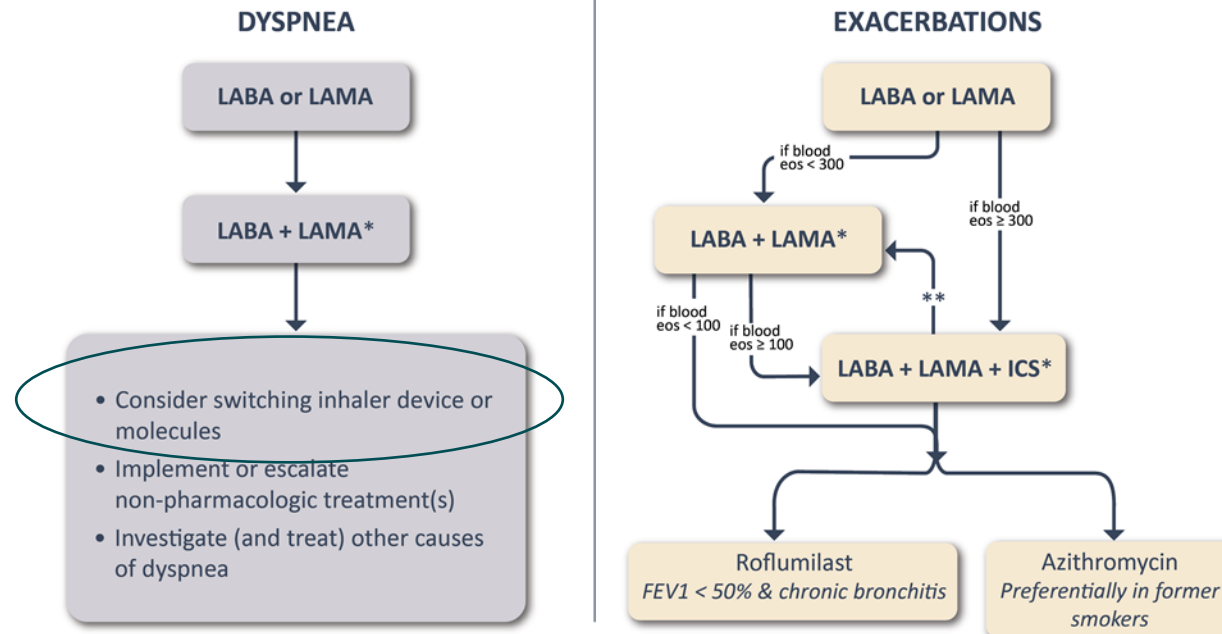 DYSPNEA
LABA or LAMA
LABA + LAMA*
• Consider switching inhaler device or
molecules
• Implement or escalate
non-pharmacologic treatment(s)
• Investigate (and treat) other causes
of dyspnea
EXACERBATIONS
LABA or LAMA
if blood
eos < 300
if blood
eos ≥ 300
LABA + LAMA*
**
if blood
eos < 100
if blood
eos ≥ 100
LABA + LAMA + ICS*
Roflumilast
FEV1 < 50% & chronic bronchitis
Azithromycin
Preferentially in former
smokers